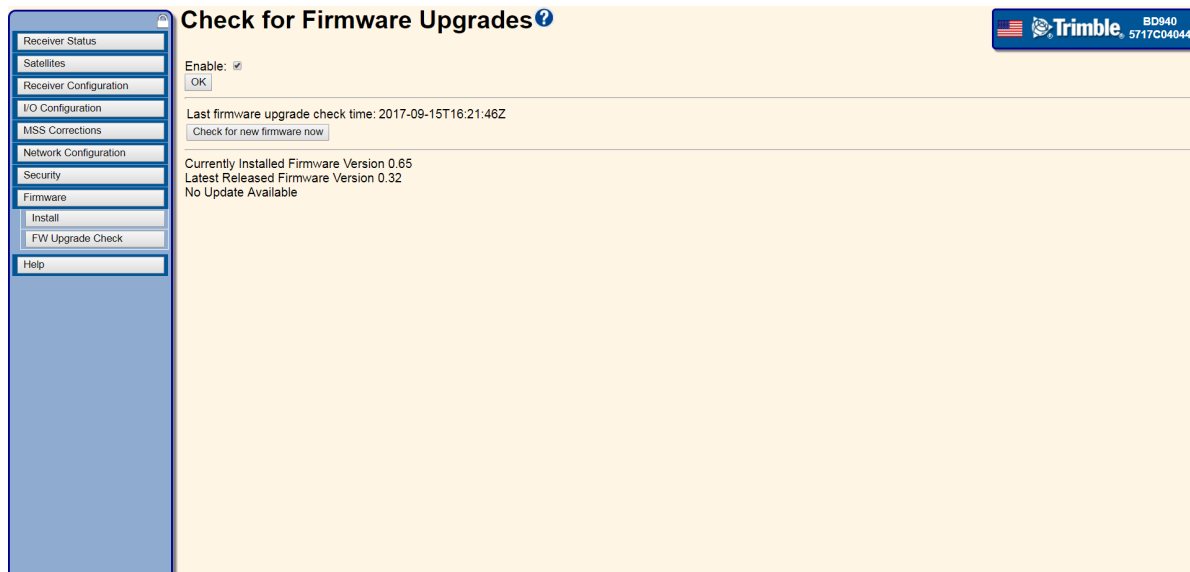 Check for Firmware Upgrades
Trimble® BD940
5717C04044
Receiver Status
Satellites
Receiver Configuration
I/O Configuration
MSS Corrections
Network Configuration
Security
Firmware
Install
FW Upgrade Check
Help
Enable:
OK
Last firmware upgrade check time: 2017-09-15T16:21:46Z
Check for new firmware now
Currently Installed Firmware Version 0.65
Latest Released Firmware Version 0.32
No Update Available